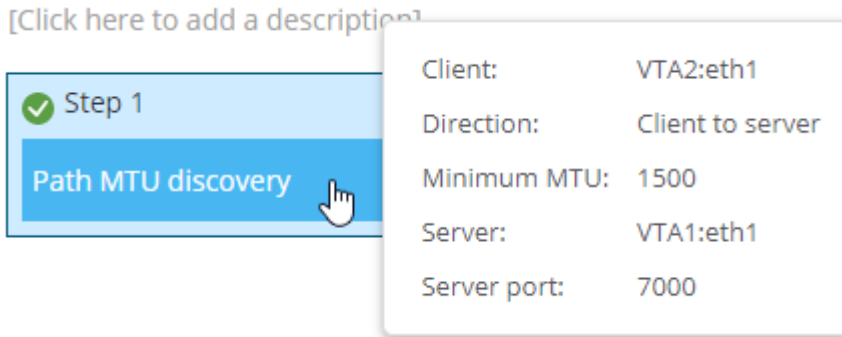 [Click here to add a description]
Step 1
Path MTU discovery
Client: VTA2:eth1
Direction: Client to server
Minimum MTU: 1500
Server: VTA1:eth1
Server port: 7000